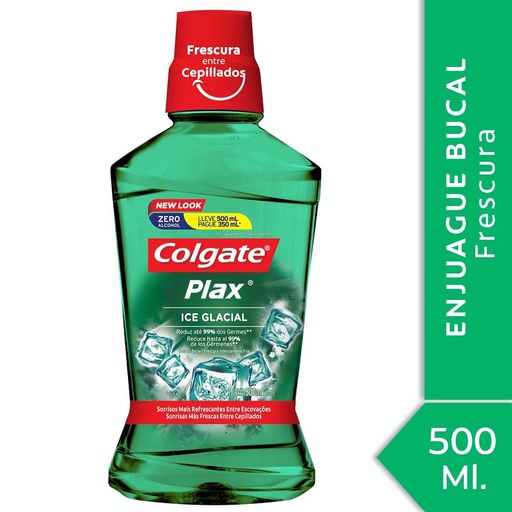 Frescura
entre
Cepillados
NEW LOOK
ZERO
ALCOHOL
LLEVE 500 mL
PAGUE 350 mL*
Colgate®
Plax®
ICE GLACIAL
Reduz até 99% dos Germes**
Reduce hasta el 99%
de los Gérmenes**
Sorrisos Mais Refrescantes Entre Escovações
Sonrisas Más Frescas Entre Cepillados
ENJUAGUE BUCAL
Frescura
500
Ml.